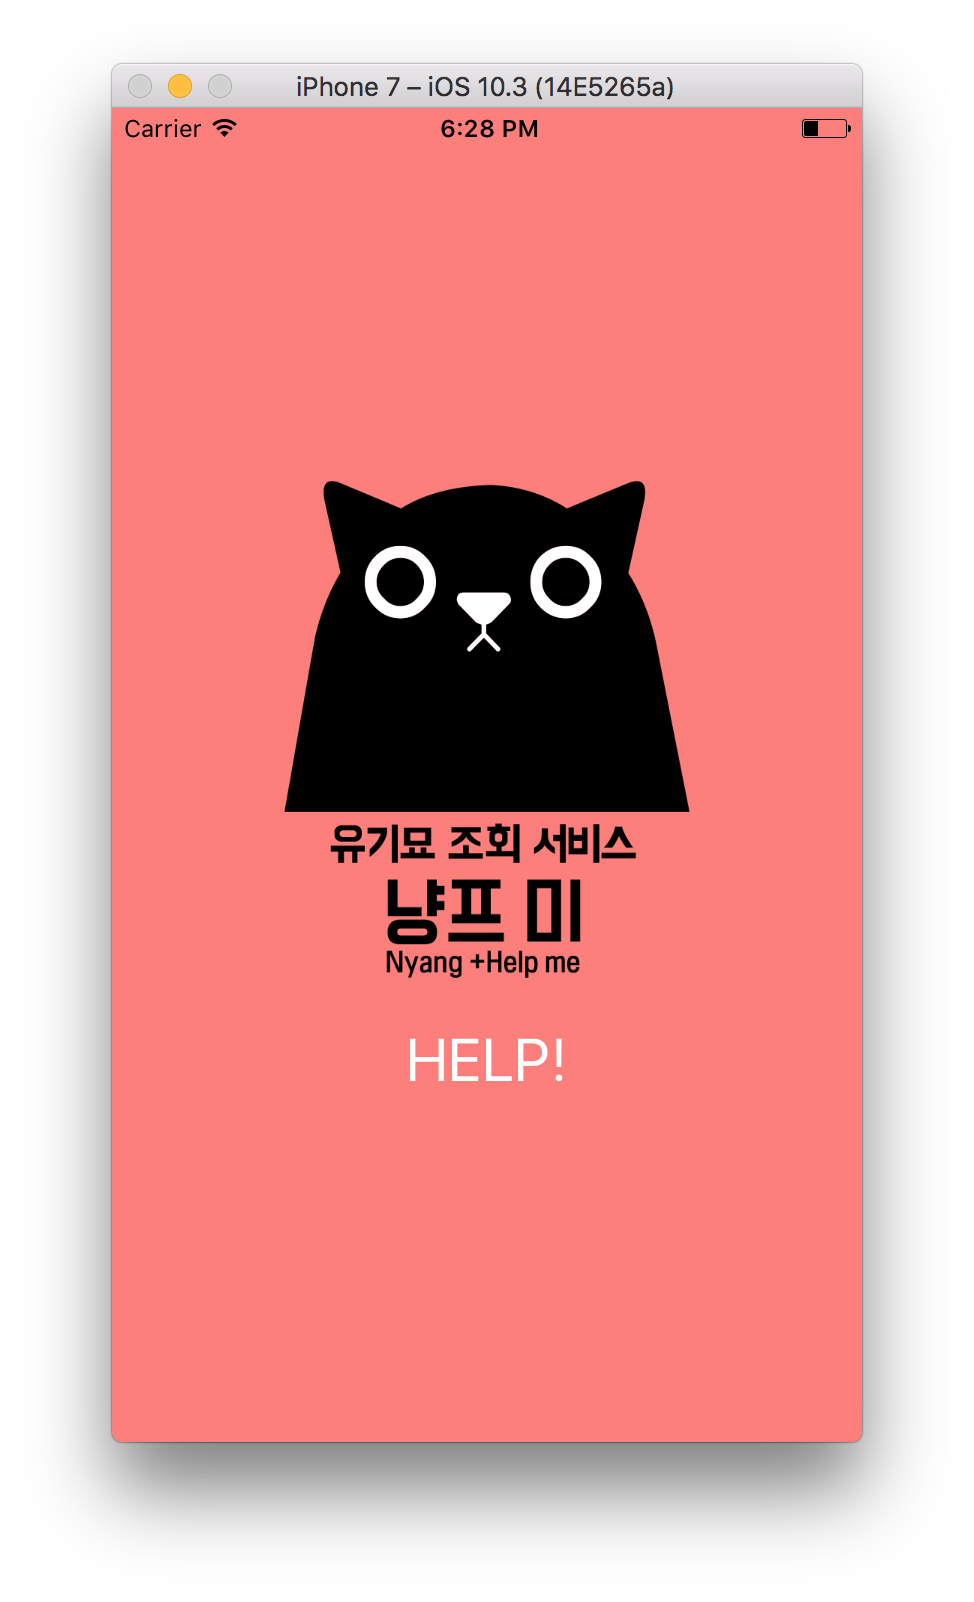 iPhone 7 – iOS 10.3 (14E5265a)
Carrier 6:28 PM
유기묘 조회 서비스
냥프 미
Nyang +Help me
HELP!